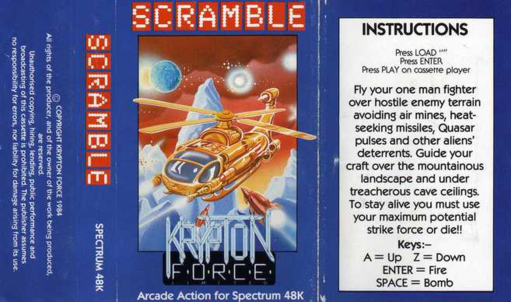 SCRAMBLE
KRYPTON
FORCE
Arcade Action for Spectrum 48K
SCRAMBLE
SPECTRUM 48K
© COPYRIGHT KRYPTON FORCE 1984
All rights of the producer, and of the owner of the work being produced,
are reserved.
Unauthorised copying, hiring, lending, public performance and
broadcasting of this cassette is prohibited. The publisher assumes
no responsibility for errors, nor liability for damage arising from its use.
INSTRUCTIONS
Press LOAD ""
Press ENTER
Press PLAY on cassette player
Fly your one man fighter
over hostile enemy terrain
avoiding air mines, heat-
seeking missiles, Quasar
pulses and other aliens'
deterrents. Guide your
craft over the mountainous
landscape and under
treacherous cave ceilings.
To stay alive you must use
your maximum potential
strike force or die!!
Keys:–
A = Up Z = Down
ENTER = Fire
SPACE = Bomb